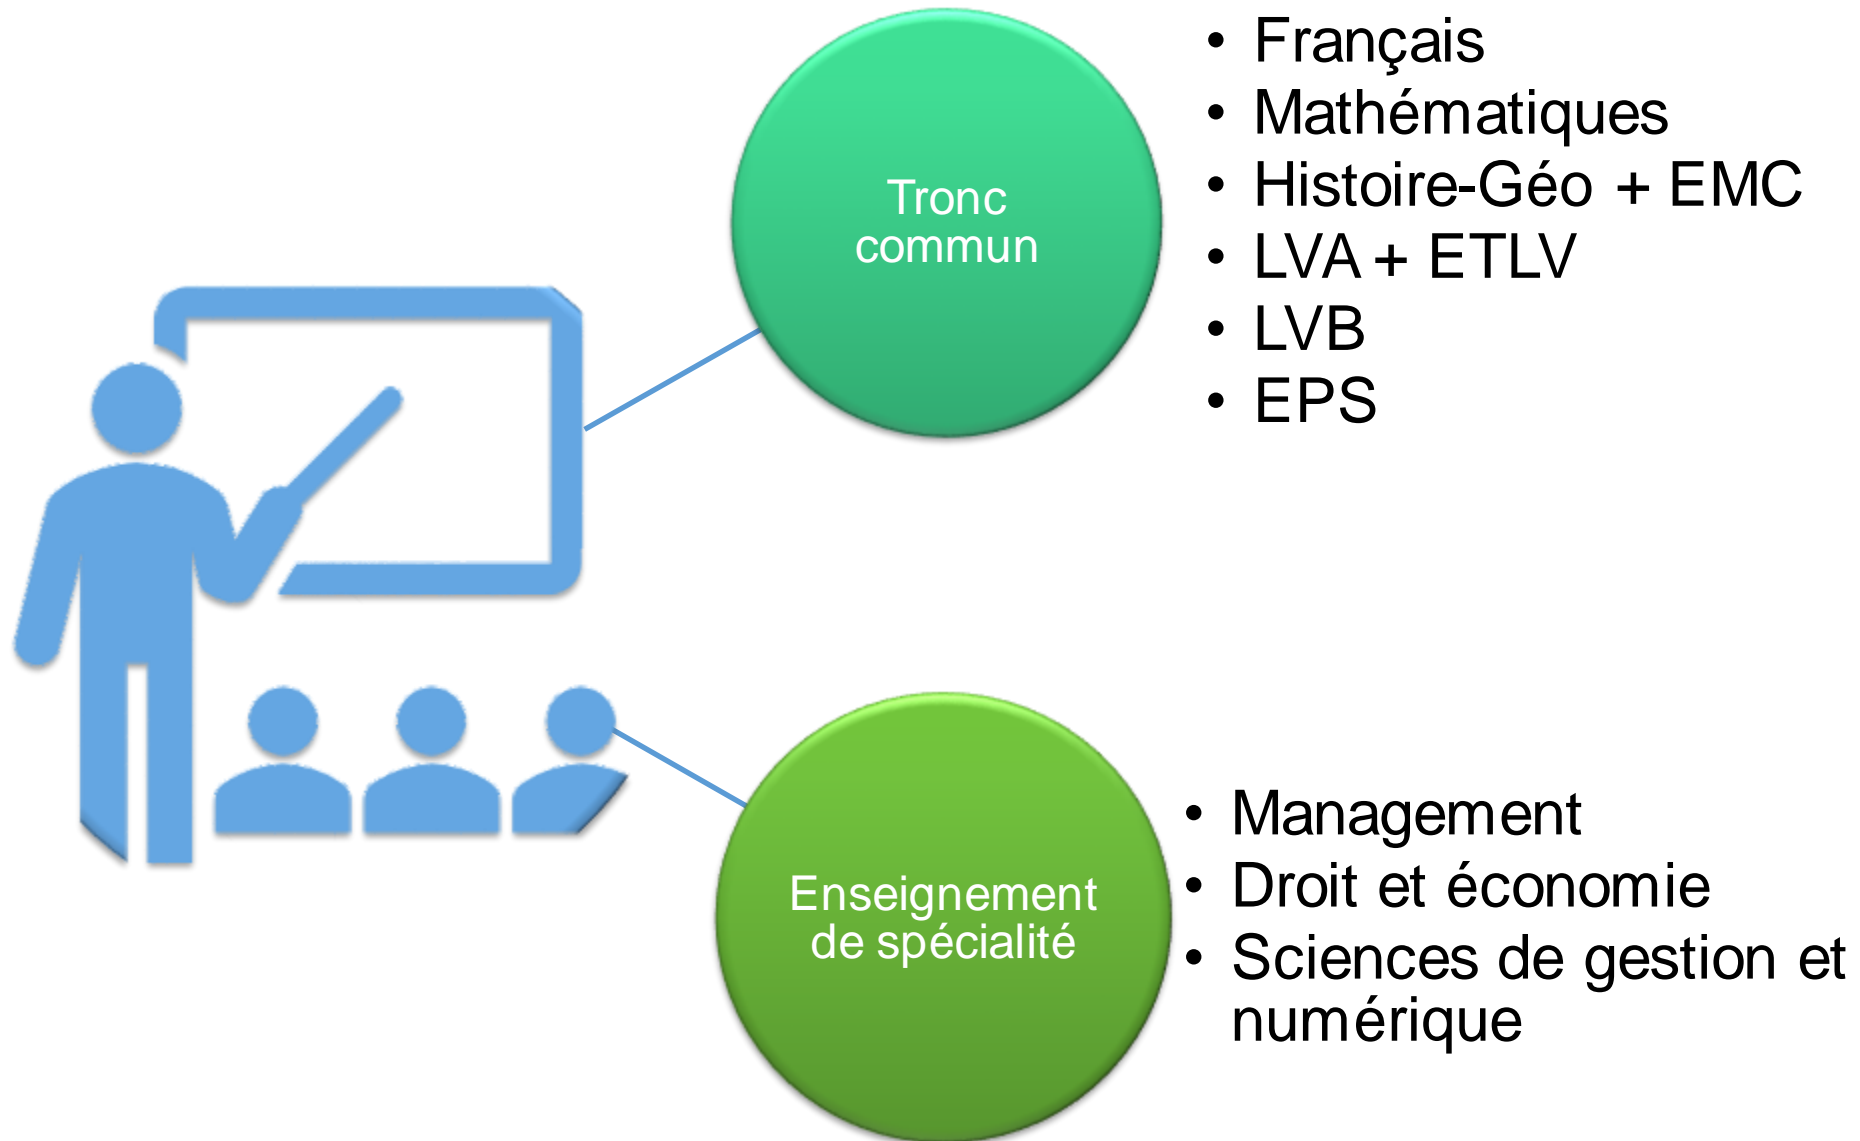 Tronc
commun
• Français
• Mathématiques
• Histoire-Géo + EMC
• LVA + ETLV
• LVB
• EPS
Enseignement
de spécialité
• Management
• Droit et économie
• Sciences de gestion et
numérique